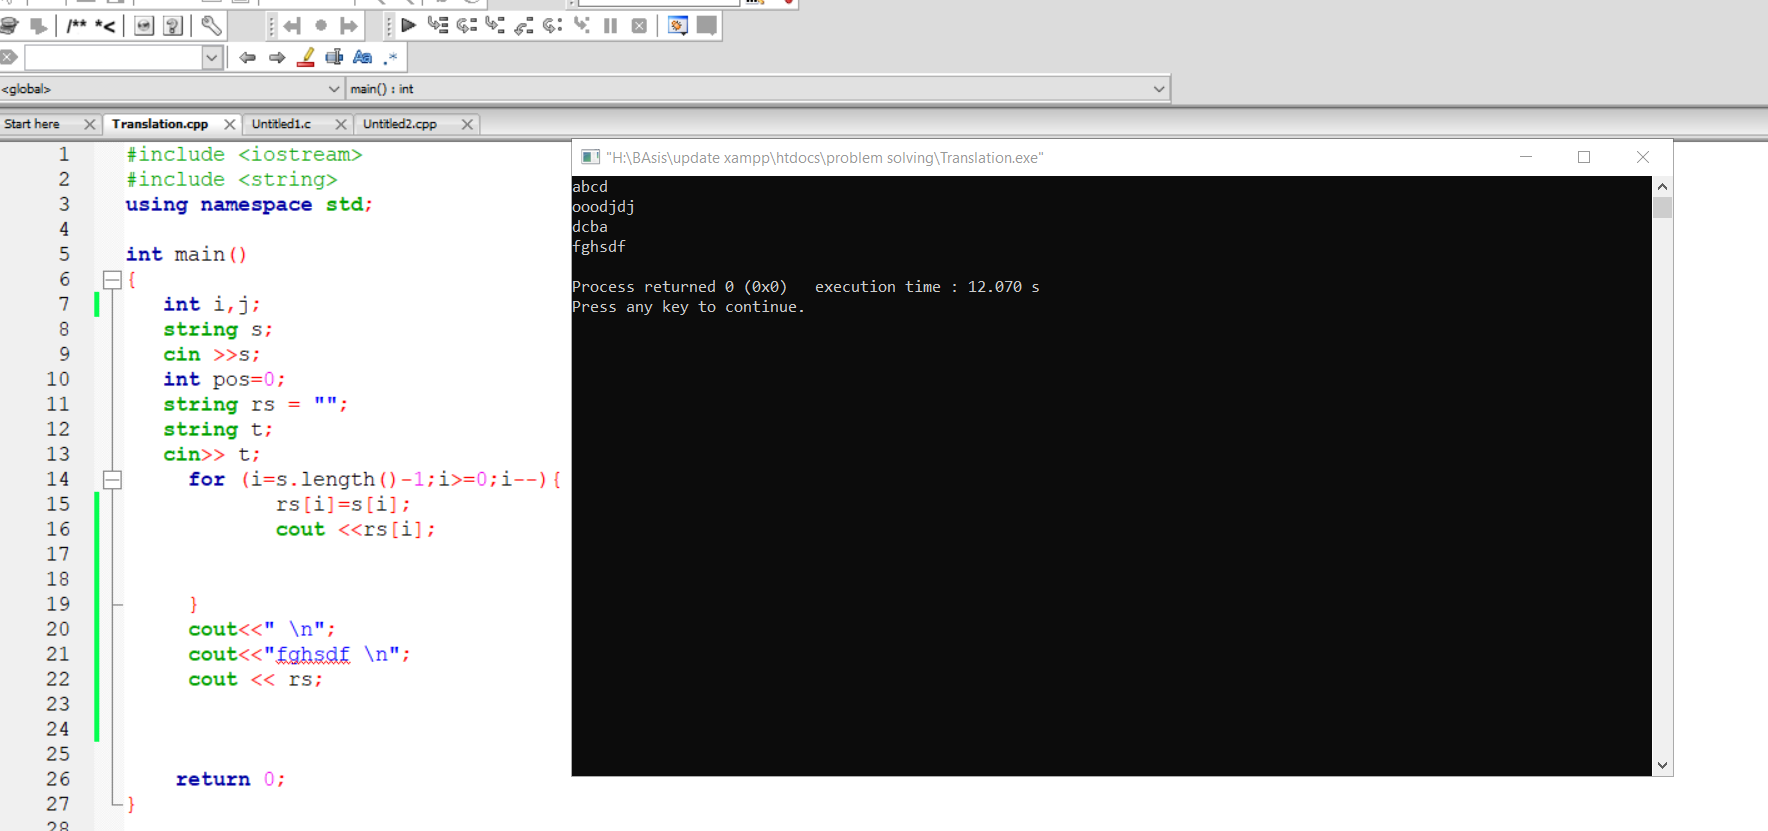 /** *<
<global>
main() : int
Start here
Translation.cpp
Untitled1.c
Untitled2.cpp
1 #include <iostream>
2 #include <string>
3 using namespace std;
4
5 int main()
6 {
7 int i,j;
8 string s;
9 cin >>s;
10 int pos=0;
11 string rs = "";
12 string t;
13 cin>> t;
14 for (i=s.length()-1;i>=0;i--){
15 rs[i]=s[i];
16 cout <<rs[i];
17
18
19 }
20 cout<<" \n";
21 cout<<"fghsdf \n";
22 cout << rs;
23
24
25
26 return 0;
27 }
28
"H:\BAsis\update xampp\htdocs\problem solving\Translation.exe"
abcd
ooodjdj
dcba
fghsdf
Process returned 0 (0x0) execution time : 12.070 s
Press any key to continue.